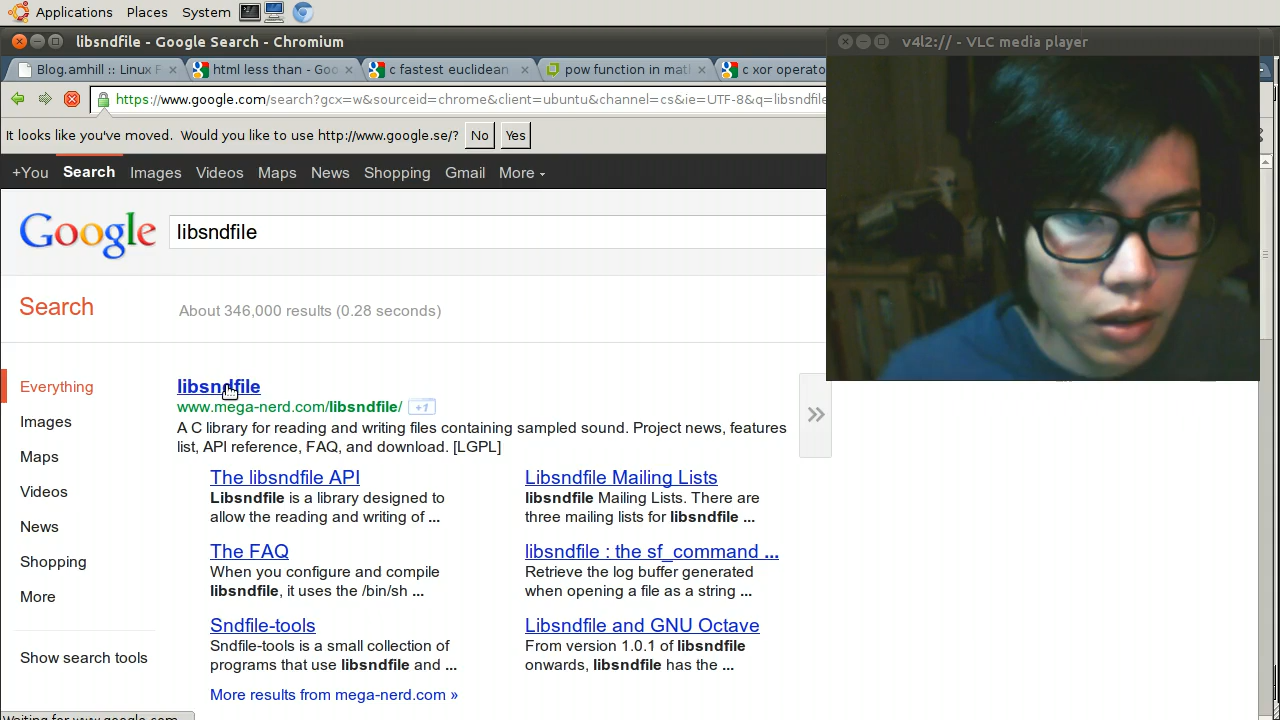 Applications Places System
libsndfile - Google Search - Chromium
v4l2:// - VLC media player
Blog.amhill :: Linux F
html less than - Goo
c fastest euclidean
pow function in mat
c xor operato
https://www.google.com/search?gcx=w&sourceid=chrome&client=ubuntu&channel=cs&ie=UTF-8&q=libsndfile
It looks like you've moved. Would you like to use http://www.google.se/? No Yes
+You Search Images Videos Maps News Shopping Gmail More
Google libsndfile
Search About 346,000 results (0.28 seconds)
Everything
Images
Maps
Videos
News
Shopping
More
Show search tools
libsndfile
www.mega-nerd.com/libsndfile/ +1
A C library for reading and writing files containing sampled sound. Project news, features
list, API reference, FAQ, and download. [LGPL]
The libsndfile API
Libsndfile is a library designed to
allow the reading and writing of ...
Libsndfile Mailing Lists
libsndfile Mailing Lists. There are
three mailing lists for libsndfile ...
The FAQ
When you configure and compile
libsndfile, it uses the /bin/sh ...
libsndfile : the sf_command ...
Retrieve the log buffer generated
when opening a file as a string ...
Sndfile-tools
Sndfile-tools is a small collection of
programs that use libsndfile and ...
Libsndfile and GNU Octave
From version 1.0.1 of libsndfile
onwards, libsndfile has the ...
More results from mega-nerd.com »
Waiting for www.google.com